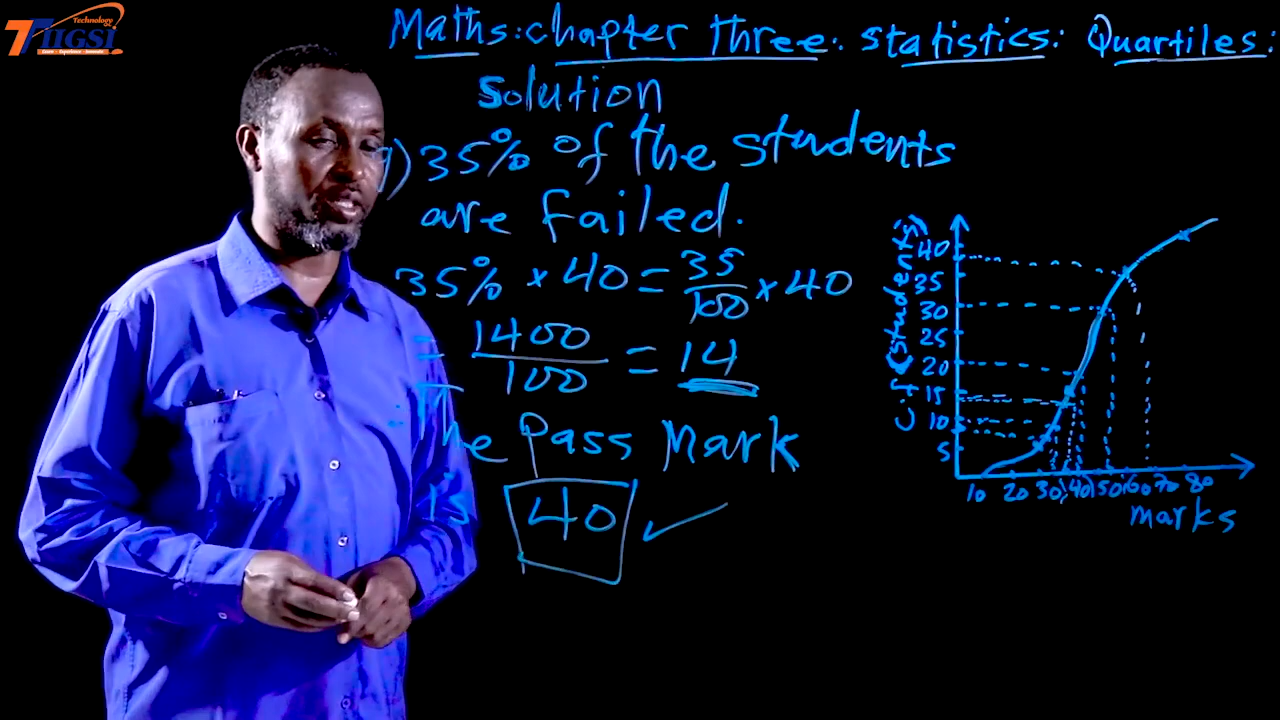 Technology
TIIGSI
Maths: chapter three: statistics: Quartiles:
Solution
g) 35% of the students
are failed.
35% × 40 = 35/100 × 40
= 1400/100 = 14
∴ The Pass Mark
is 40 ✓
c.f (students)
40
35
30
25
20
15
10
5
10 20 30 40 50 60 70 80
marks